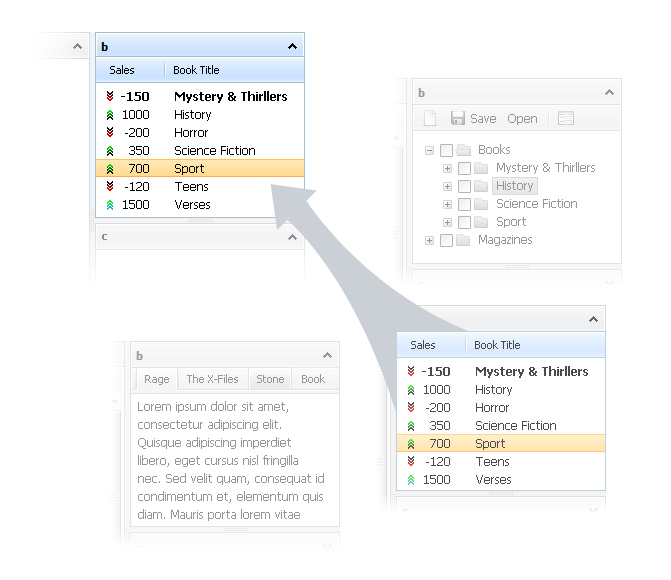 b
Sales Book Title
-150 Mystery & Thirllers
1000 History
-200 Horror
350 Science Fiction
700 Sport
-120 Teens
1500 Verses
c
b
Save Open
Books
Mystery & Thirllers
History
Science Fiction
Sport
Magazines
b
Rage The X-Files Stone Book
Lorem ipsum dolor sit amet,
consectetur adipiscing elit.
Quisque adipiscing imperdiet
libero, eget cursus nisl fringilla
nec. Sed velit quam, consequat id
condimentum et, elementum quis
diam. Mauris porta lorem vitae
Sales Book Title
-150 Mystery & Thirllers
1000 History
-200 Horror
350 Science Fiction
700 Sport
-120 Teens
1500 Verses